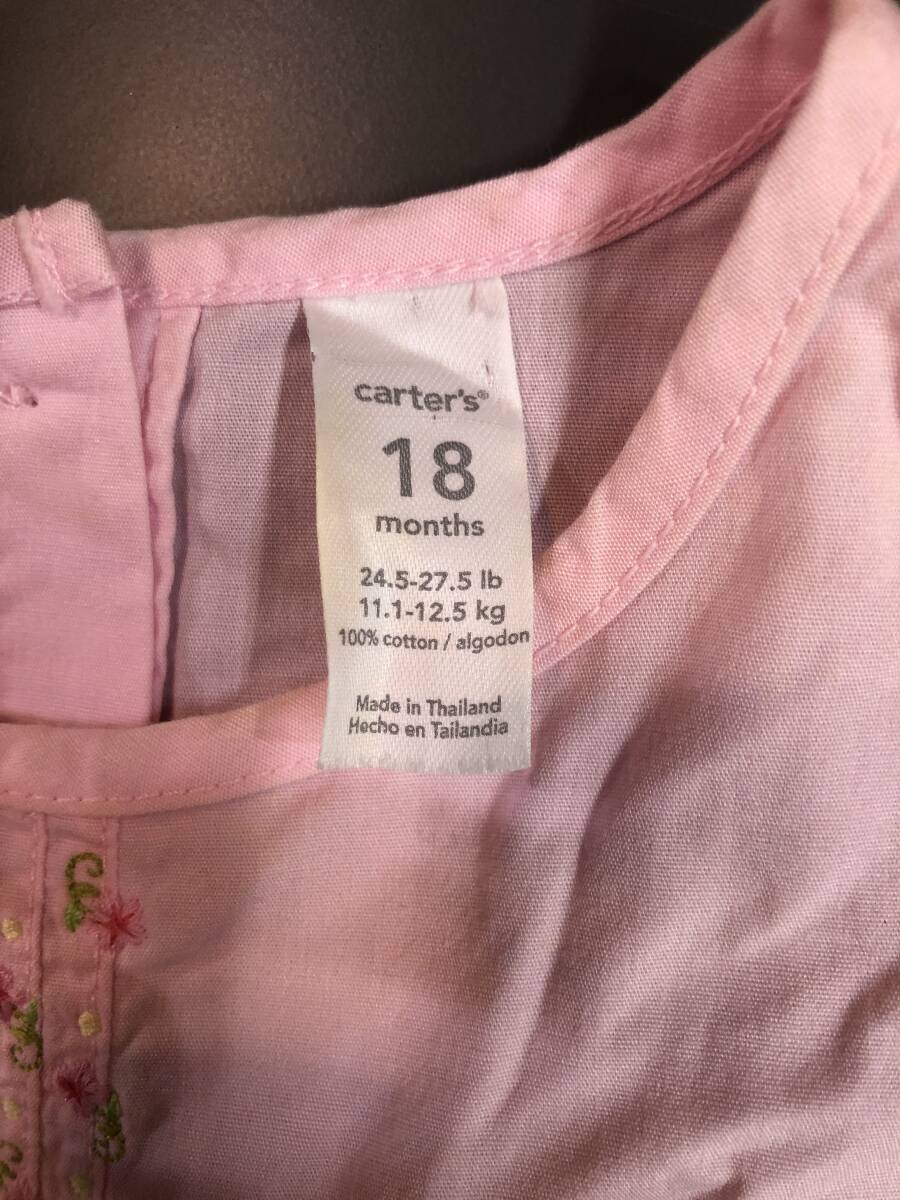 carter's®
18
months
24.5-27.5 lb
11.1-12.5 kg
100% cotton / algodon
Made in Thailand
Hecho en Tailandia